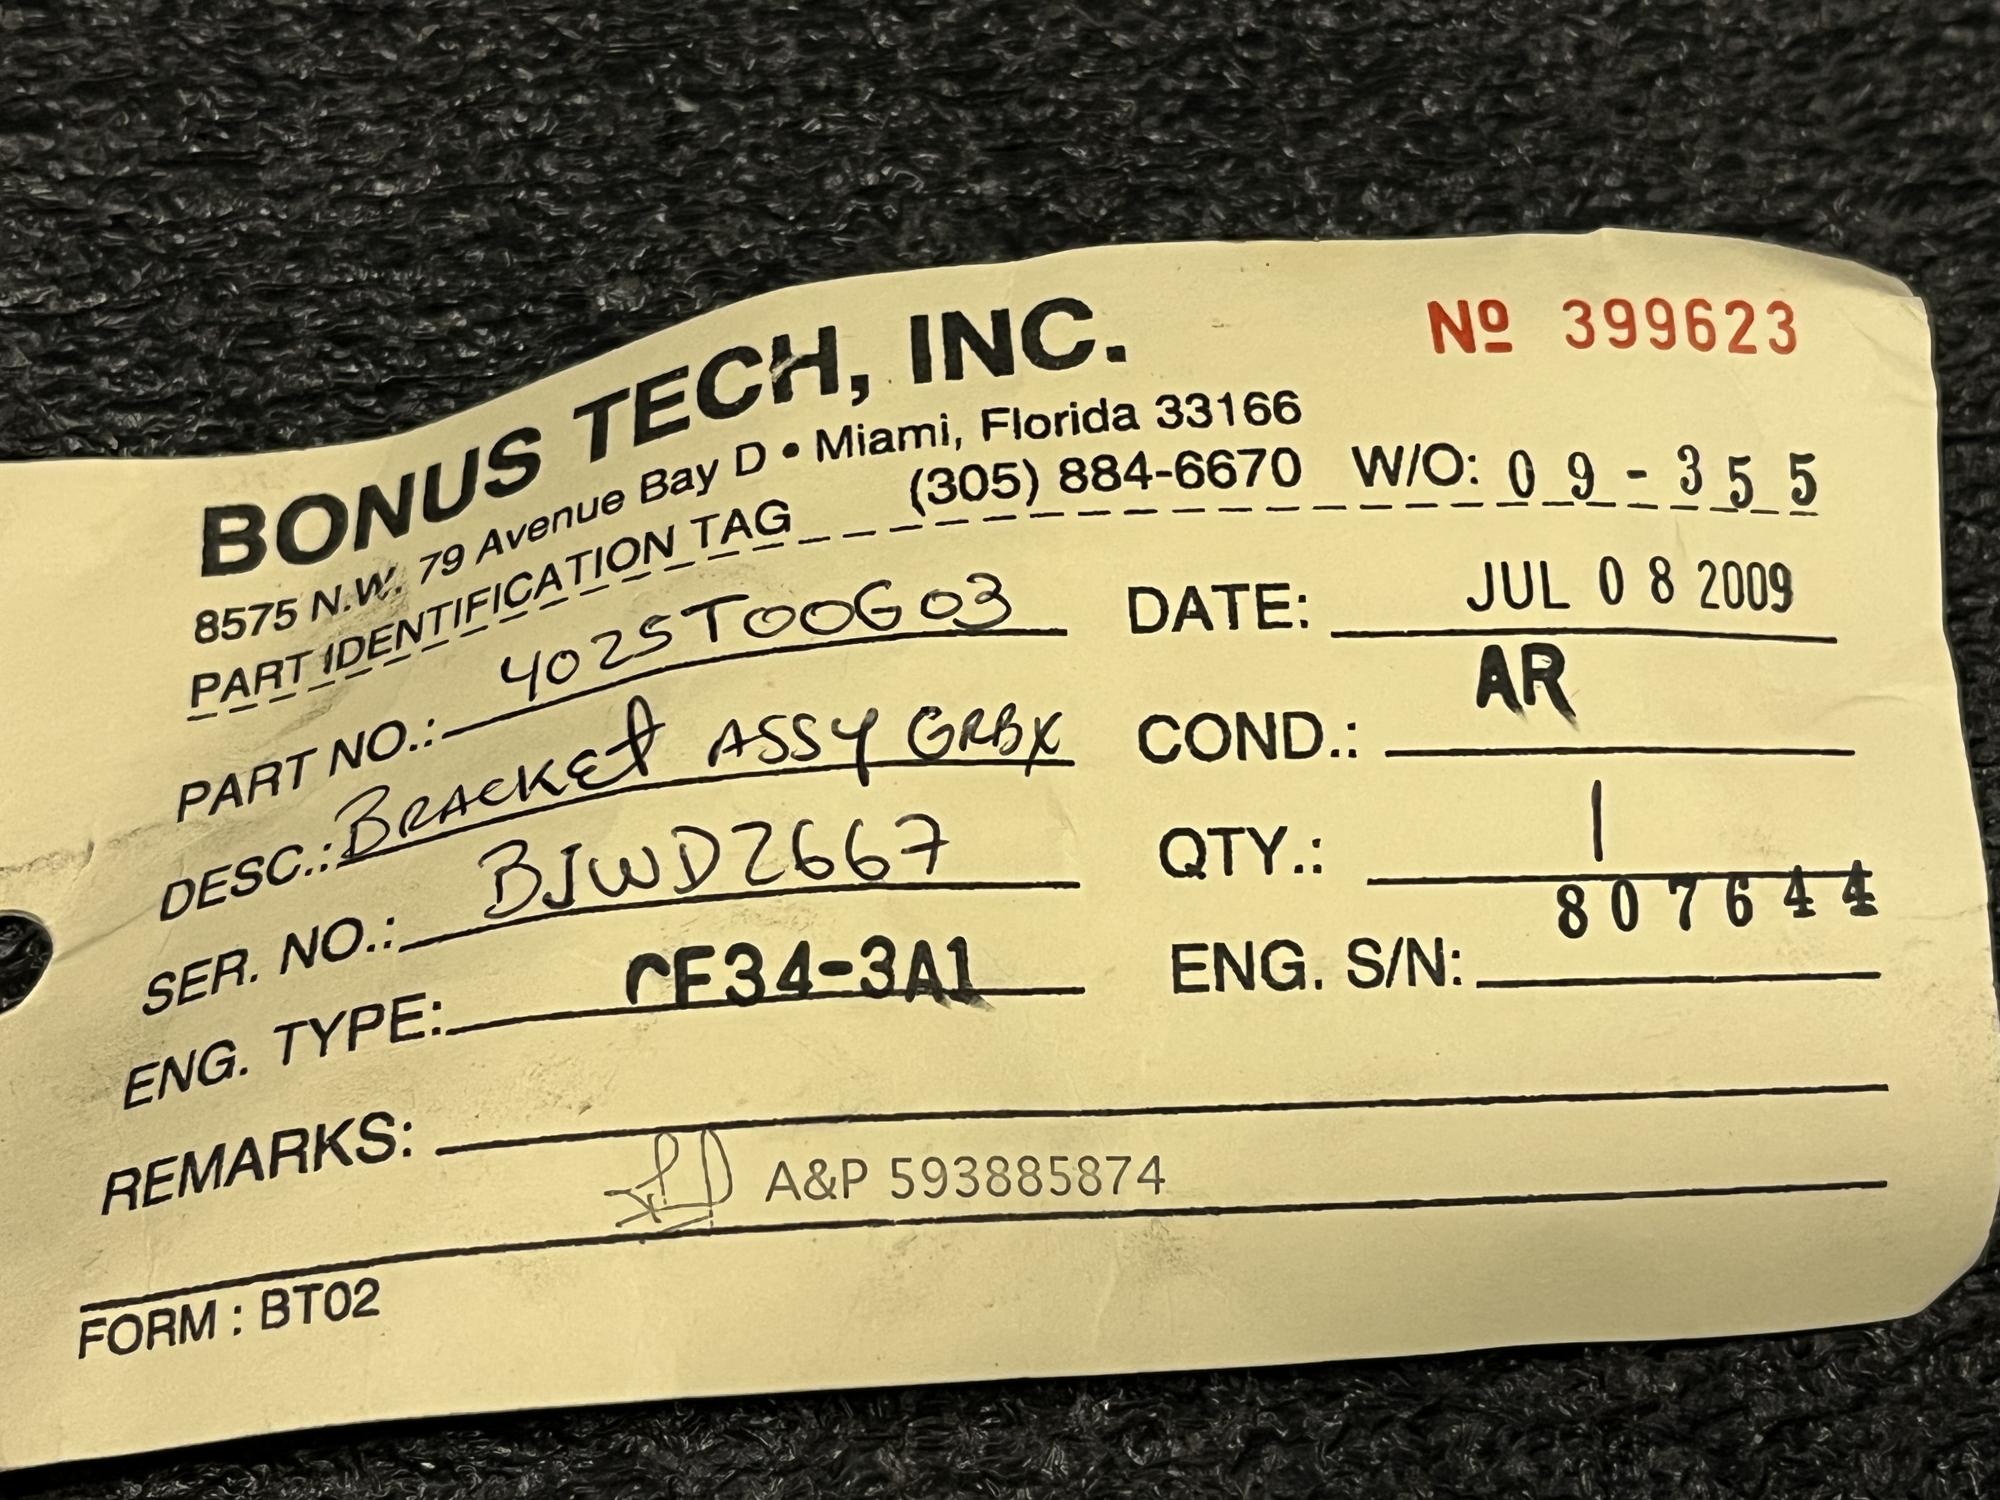 BONUS TECH, INC.
Nº 399623
8575 N.W. 79 Avenue Bay D • Miami, Florida 33166
PART IDENTIFICATION TAG (305) 884-6670 W/O: 09-355
PART NO.: 4025T00G03 DATE: JUL 08 2009
DESC.: BRACKET ASSY GRBX COND.: AR
SER. NO.: BJWD2667 QTY.: 1
ENG. TYPE: CF34-3A1 ENG. S/N: 807644
REMARKS:
A&P 593885874
FORM : BT02